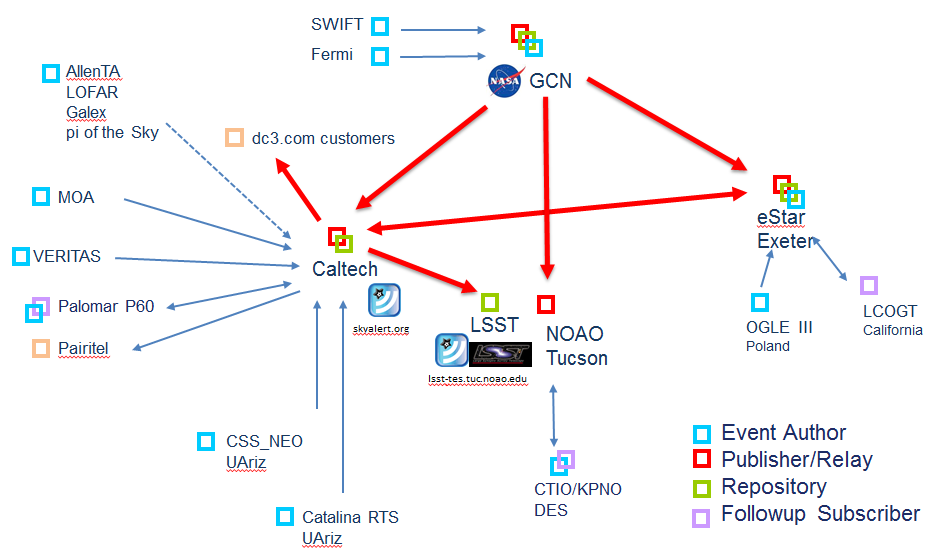 SWIFT
Fermi
NASA
GCN
AllenTA
LOFAR
Galex
pi of the Sky
dc3.com customers
MOA
VERITAS
Palomar P60
Pairitel
Caltech
skyalert.org
eStar
Exeter
LSST
LSST
lsst-tes.tuc.noao.edu
NOAO
Tucson
OGLE III
Poland
LCOGT
California
CSS_NEO
UAriz
Catalina RTS
UAriz
CTIO/KPNO
DES
Event Author
Publisher/Relay
Repository
Followup Subscriber